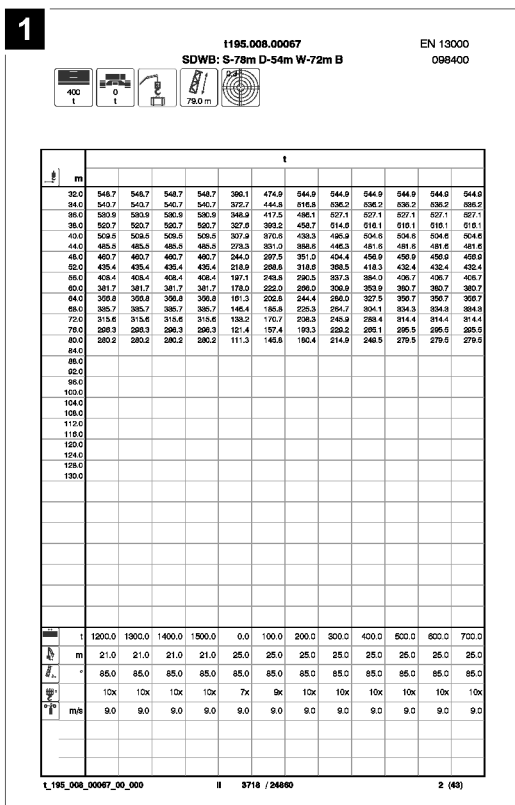 1
t195.008.00067 EN 13000
SDWB: S-78m D-54m W-72m B 098400
400 t 0 t 79.0 m
t
m
32.0 548.7 548.7 548.7 548.7 399.1 474.9 544.9 544.9 544.9 544.9 544.9 544.9
34.0 540.7 540.7 540.7 540.7 372.7 444.8 516.8 536.2 536.2 536.2 536.2 536.2
36.0 530.9 530.9 530.9 530.9 348.9 417.5 486.1 527.1 527.1 527.1 527.1 527.1
38.0 520.7 520.7 520.7 520.7 327.6 393.2 458.7 514.6 516.1 516.1 516.1 516.1
40.0 509.5 509.5 509.5 509.5 307.9 370.6 433.3 495.9 504.6 504.6 504.6 504.6
44.0 485.5 485.5 485.5 485.5 273.3 331.0 388.6 446.3 481.6 481.6 481.6 481.6
48.0 460.7 460.7 460.7 460.7 244.0 297.5 351.0 404.4 456.9 456.9 456.9 456.9
52.0 435.4 435.4 435.4 435.4 218.9 268.8 318.6 368.5 418.3 432.4 432.4 432.4
56.0 408.4 408.4 408.4 408.4 197.1 243.8 290.5 337.3 384.0 406.7 406.7 406.7
60.0 381.7 381.7 381.7 381.7 178.0 222.0 266.0 309.9 353.9 380.7 380.7 380.7
64.0 356.8 356.8 356.8 356.8 161.3 202.8 244.4 286.0 327.5 356.7 356.7 356.7
68.0 335.7 335.7 335.7 335.7 146.4 185.8 225.3 264.7 304.1 334.3 334.3 334.3
72.0 315.6 315.6 315.6 315.6 133.2 170.7 208.3 245.9 283.4 314.4 314.4 314.4
76.0 296.3 296.3 296.3 296.3 121.4 157.4 193.3 229.2 265.1 295.5 295.5 295.5
80.0 280.2 280.2 280.2 280.2 111.3 145.8 180.4 214.9 249.5 279.5 279.5 279.5
84.0
88.0
92.0
96.0
100.0
104.0
108.0
112.0
116.0
120.0
124.0
128.0
130.0
t 1200.0 1300.0 1400.0 1500.0 0.0 100.0 200.0 300.0 400.0 500.0 600.0 700.0
m 21.0 21.0 21.0 21.0 25.0 25.0 25.0 25.0 25.0 25.0 25.0 25.0
° 85.0 85.0 85.0 85.0 85.0 85.0 85.0 85.0 85.0 85.0 85.0 85.0
10x 10x 10x 10x 7x 9x 10x 10x 10x 10x 10x 10x
m/s 9.0 9.0 9.0 9.0 9.0 9.0 9.0 9.0 9.0 9.0 9.0 9.0
t_195_008_00067_00_000 II 3718 / 24860 2 (43)